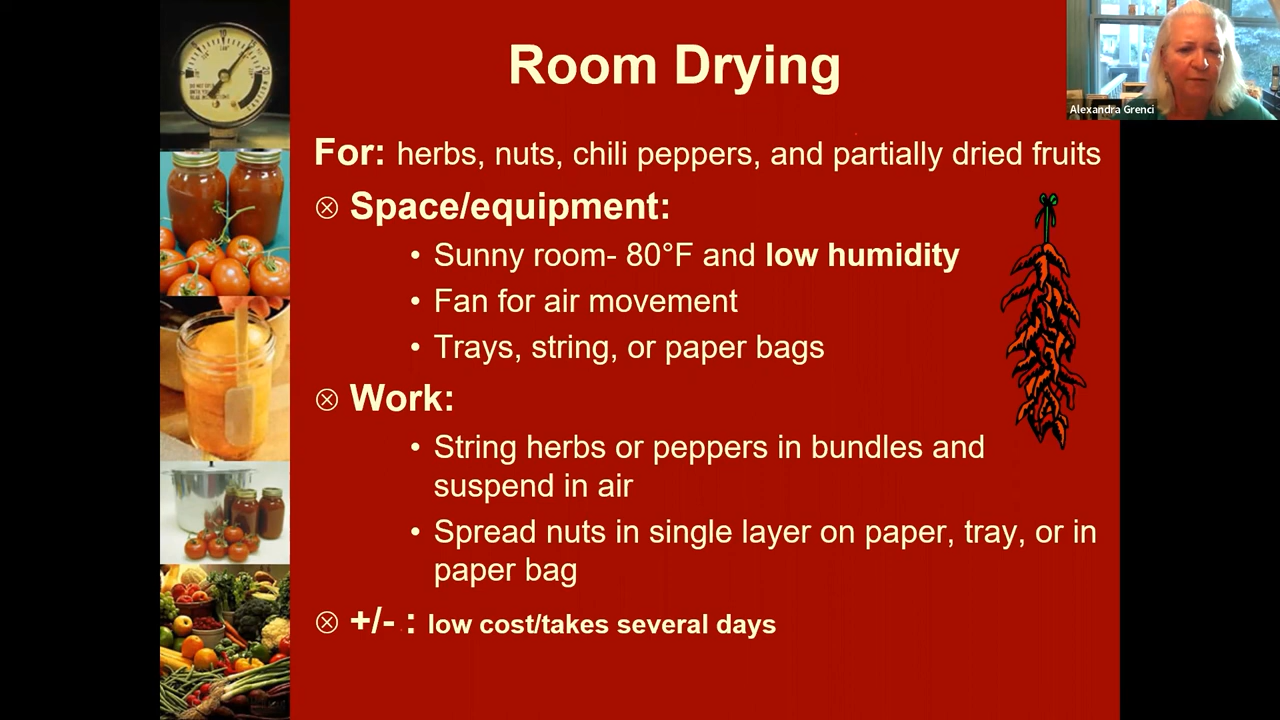 Room Drying
Alexandra Grenci
For: herbs, nuts, chili peppers, and partially dried fruits
Space/equipment:
• Sunny room- 80°F and low humidity
• Fan for air movement
• Trays, string, or paper bags
Work:
• String herbs or peppers in bundles and
suspend in air
• Spread nuts in single layer on paper, tray, or in
paper bag
+/- : low cost/takes several days